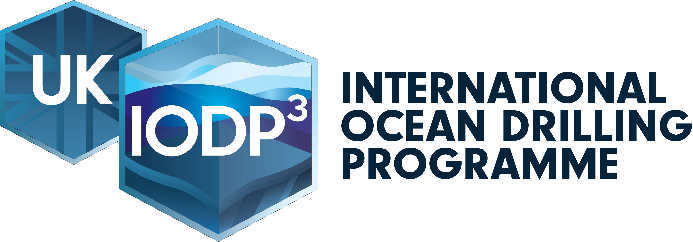 UK
IODP³
INTERNATIONAL
OCEAN DRILLING
PROGRAMME